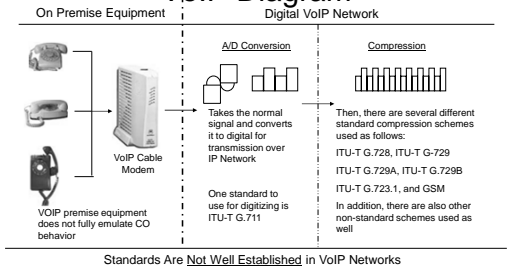 VoIP Diagram
On Premise Equipment
Digital VoIP Network
VoIP Cable
Modem
VOIP premise equipment
does not fully emulate CO
behavior
A/D Conversion
Takes the normal
signal and converts
it to digital for
transmission over
IP Network
One standard to
use for digitizing is
ITU-T G.711
Compression
Then, there are several different
standard compression schemes
used as follows:
ITU-T G.728, ITU-T G-729
ITU-T G.729A, ITU-T G.729B
ITU-T G.723.1, and GSM
In addition, there are also other
non-standard schemes used as
well
Standards Are Not Well Established in VoIP Networks